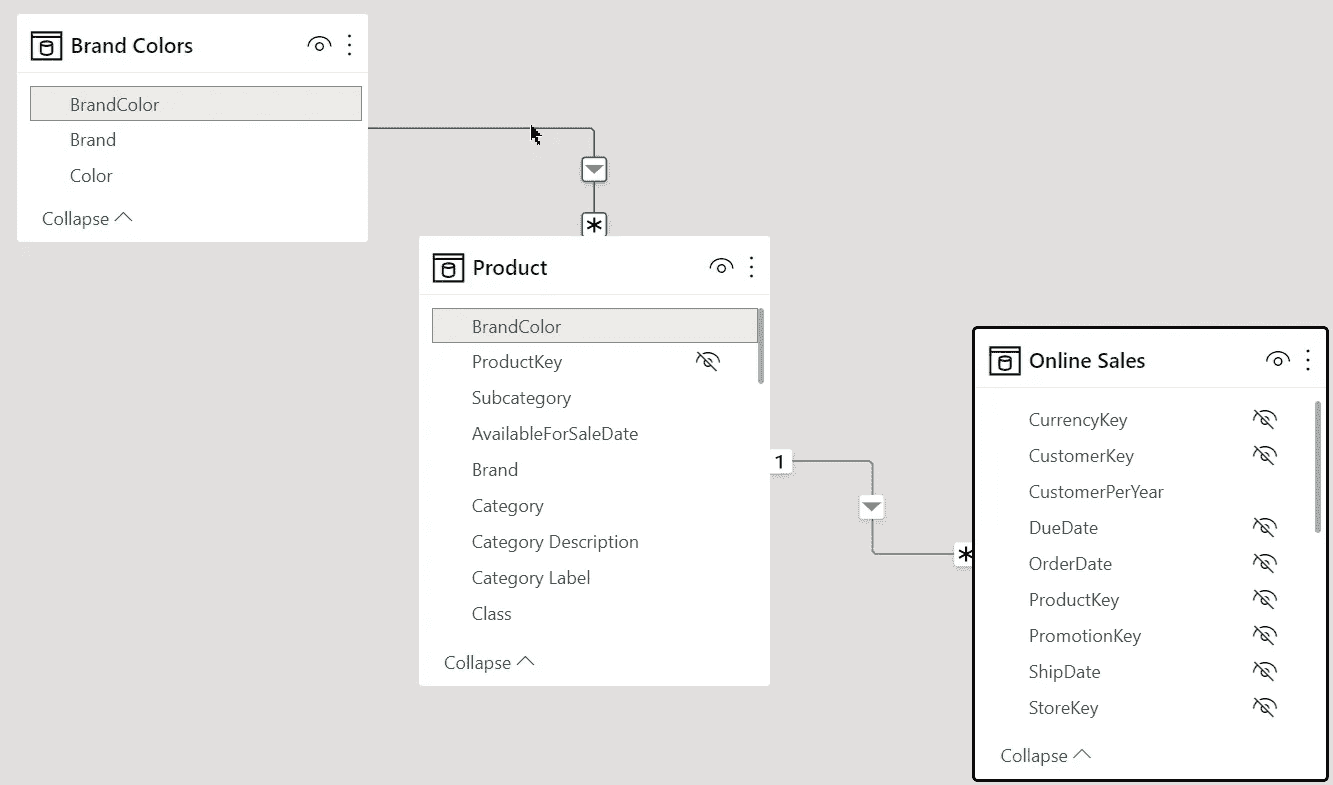 Brand Colors
BrandColor
Brand
Color
Collapse
*
Product
BrandColor
ProductKey
Subcategory
AvailableForSaleDate
Brand
Category
Category Description
Category Label
Class
Collapse
1
*
Online Sales
CurrencyKey
CustomerKey
CustomerPerYear
DueDate
OrderDate
ProductKey
PromotionKey
ShipDate
StoreKey
Collapse